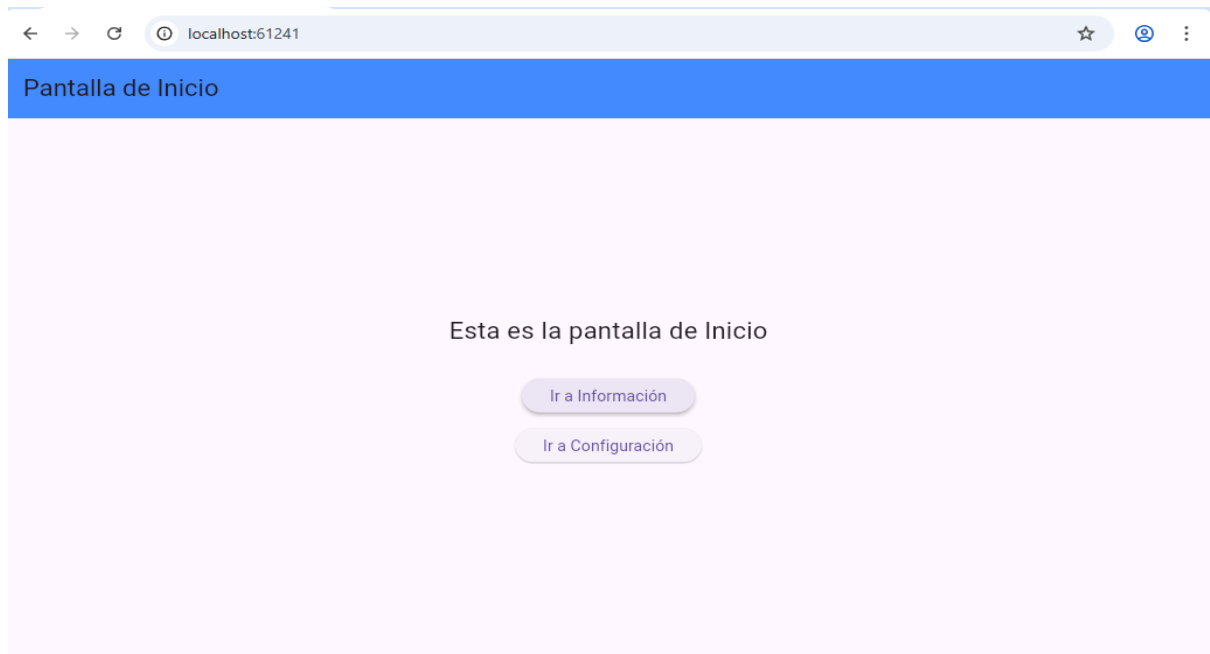 localhost:61241
Pantalla de Inicio
Esta es la pantalla de Inicio
Ir a Información
Ir a Configuración